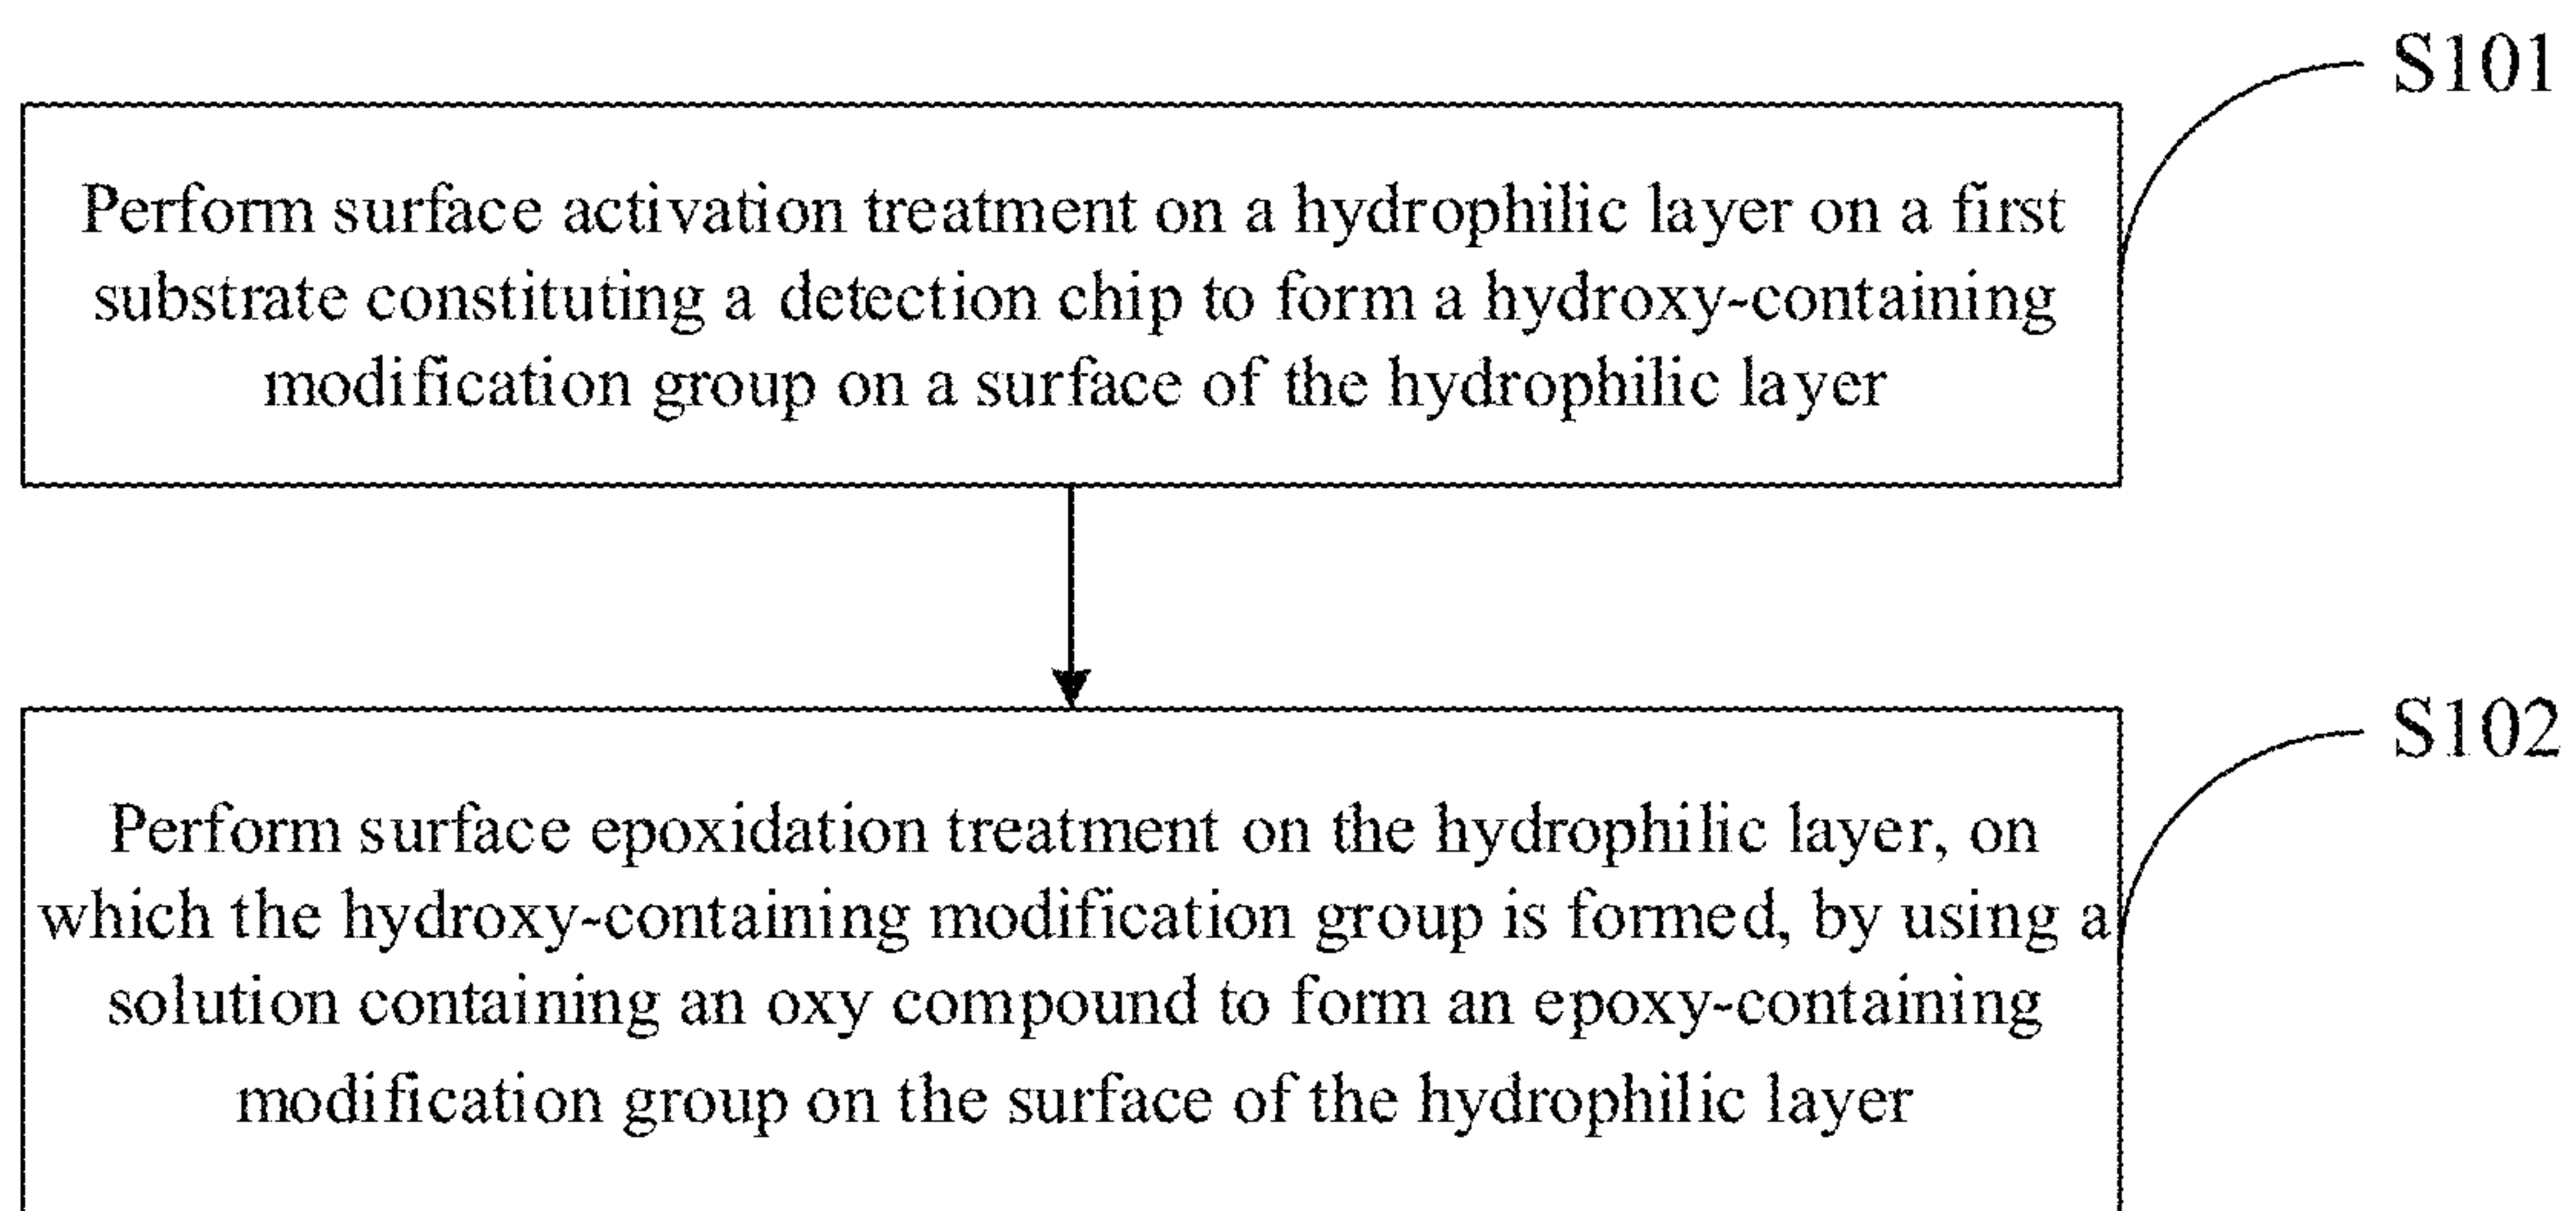 S101
Perform surface activation treatment on a hydrophilic layer on a first
substrate constituting a detection chip to form a hydroxy-containing
modification group on a surface of the hydrophilic layer
S102
Perform surface epoxidation treatment on the hydrophilic layer, on
which the hydroxy-containing modification group is formed, by using a
solution containing an oxy compound to form an epoxy-containing
modification group on the surface of the hydrophilic layer